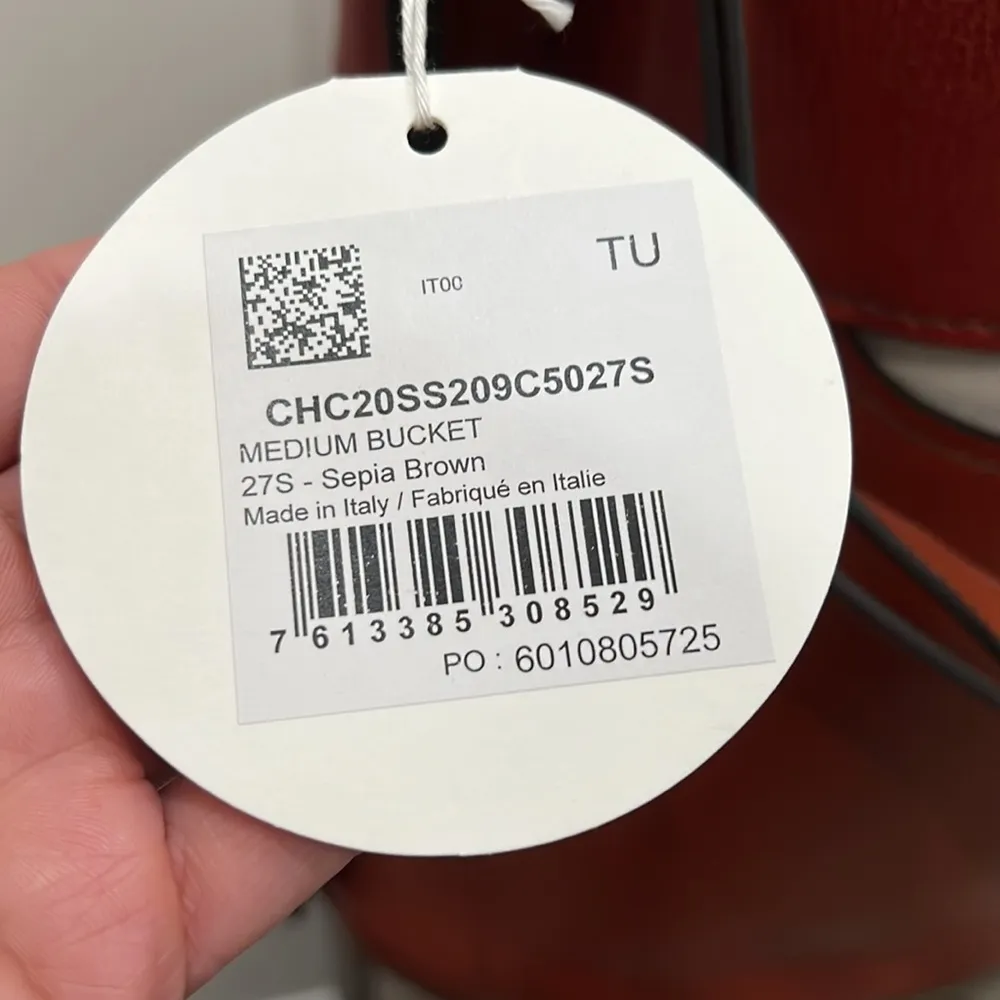 TU
IT0C
CHC20SS209C5027S
MEDIUM BUCKET
27S - Sepia Brown
Made in Italy / Fabriqué en Italie
7 613385 308529
PO : 6010805725